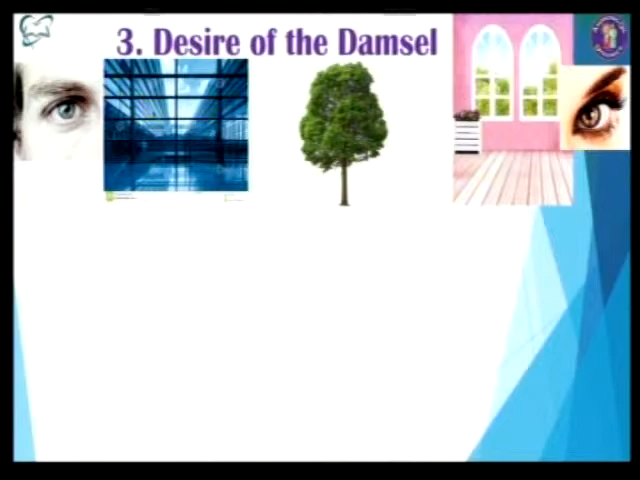 3. Desire of the Damsel